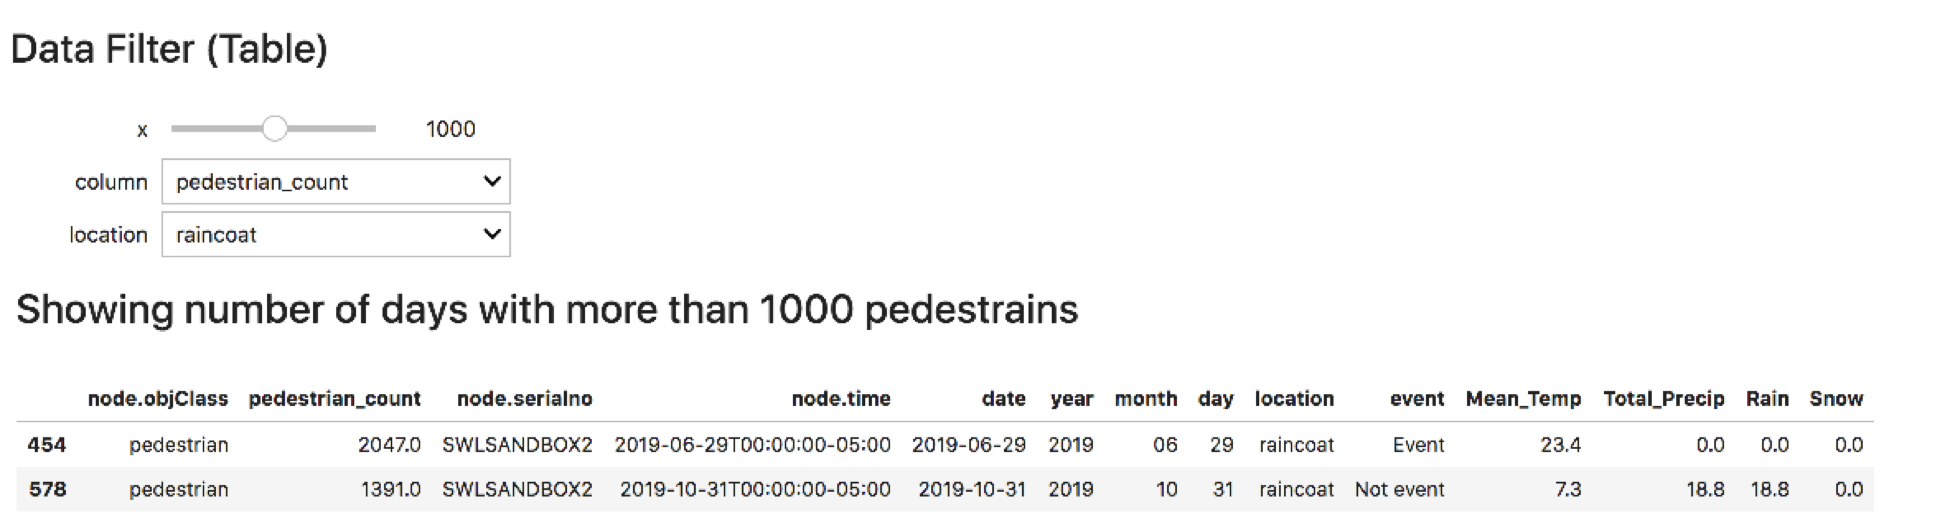 Data Filter (Table)
x 1000
column pedestrian_count
location raincoat
Showing number of days with more than 1000 pedestrains
node.objClass pedestrian_count node.serialno node.time date year month day location event Mean_Temp Total_Precip Rain Snow
454 pedestrian 2047.0 SWLSANDBOX2 2019-06-29T00:00:00-05:00 2019-06-29 2019 06 29 raincoat Event 23.4 0.0 0.0 0.0
578 pedestrian 1391.0 SWLSANDBOX2 2019-10-31T00:00:00-05:00 2019-10-31 2019 10 31 raincoat Not event 7.3 18.8 18.8 0.0